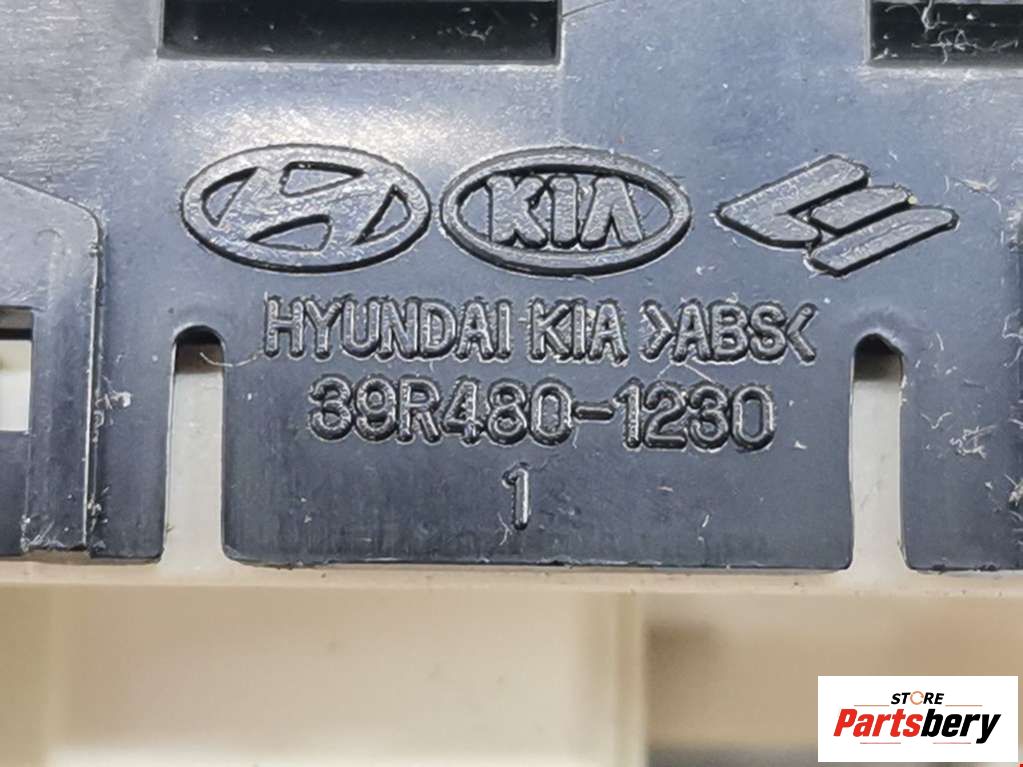 KIA
HYUNDAI KIA >ABS<
39R480-1230
1
STORE
Partsbery